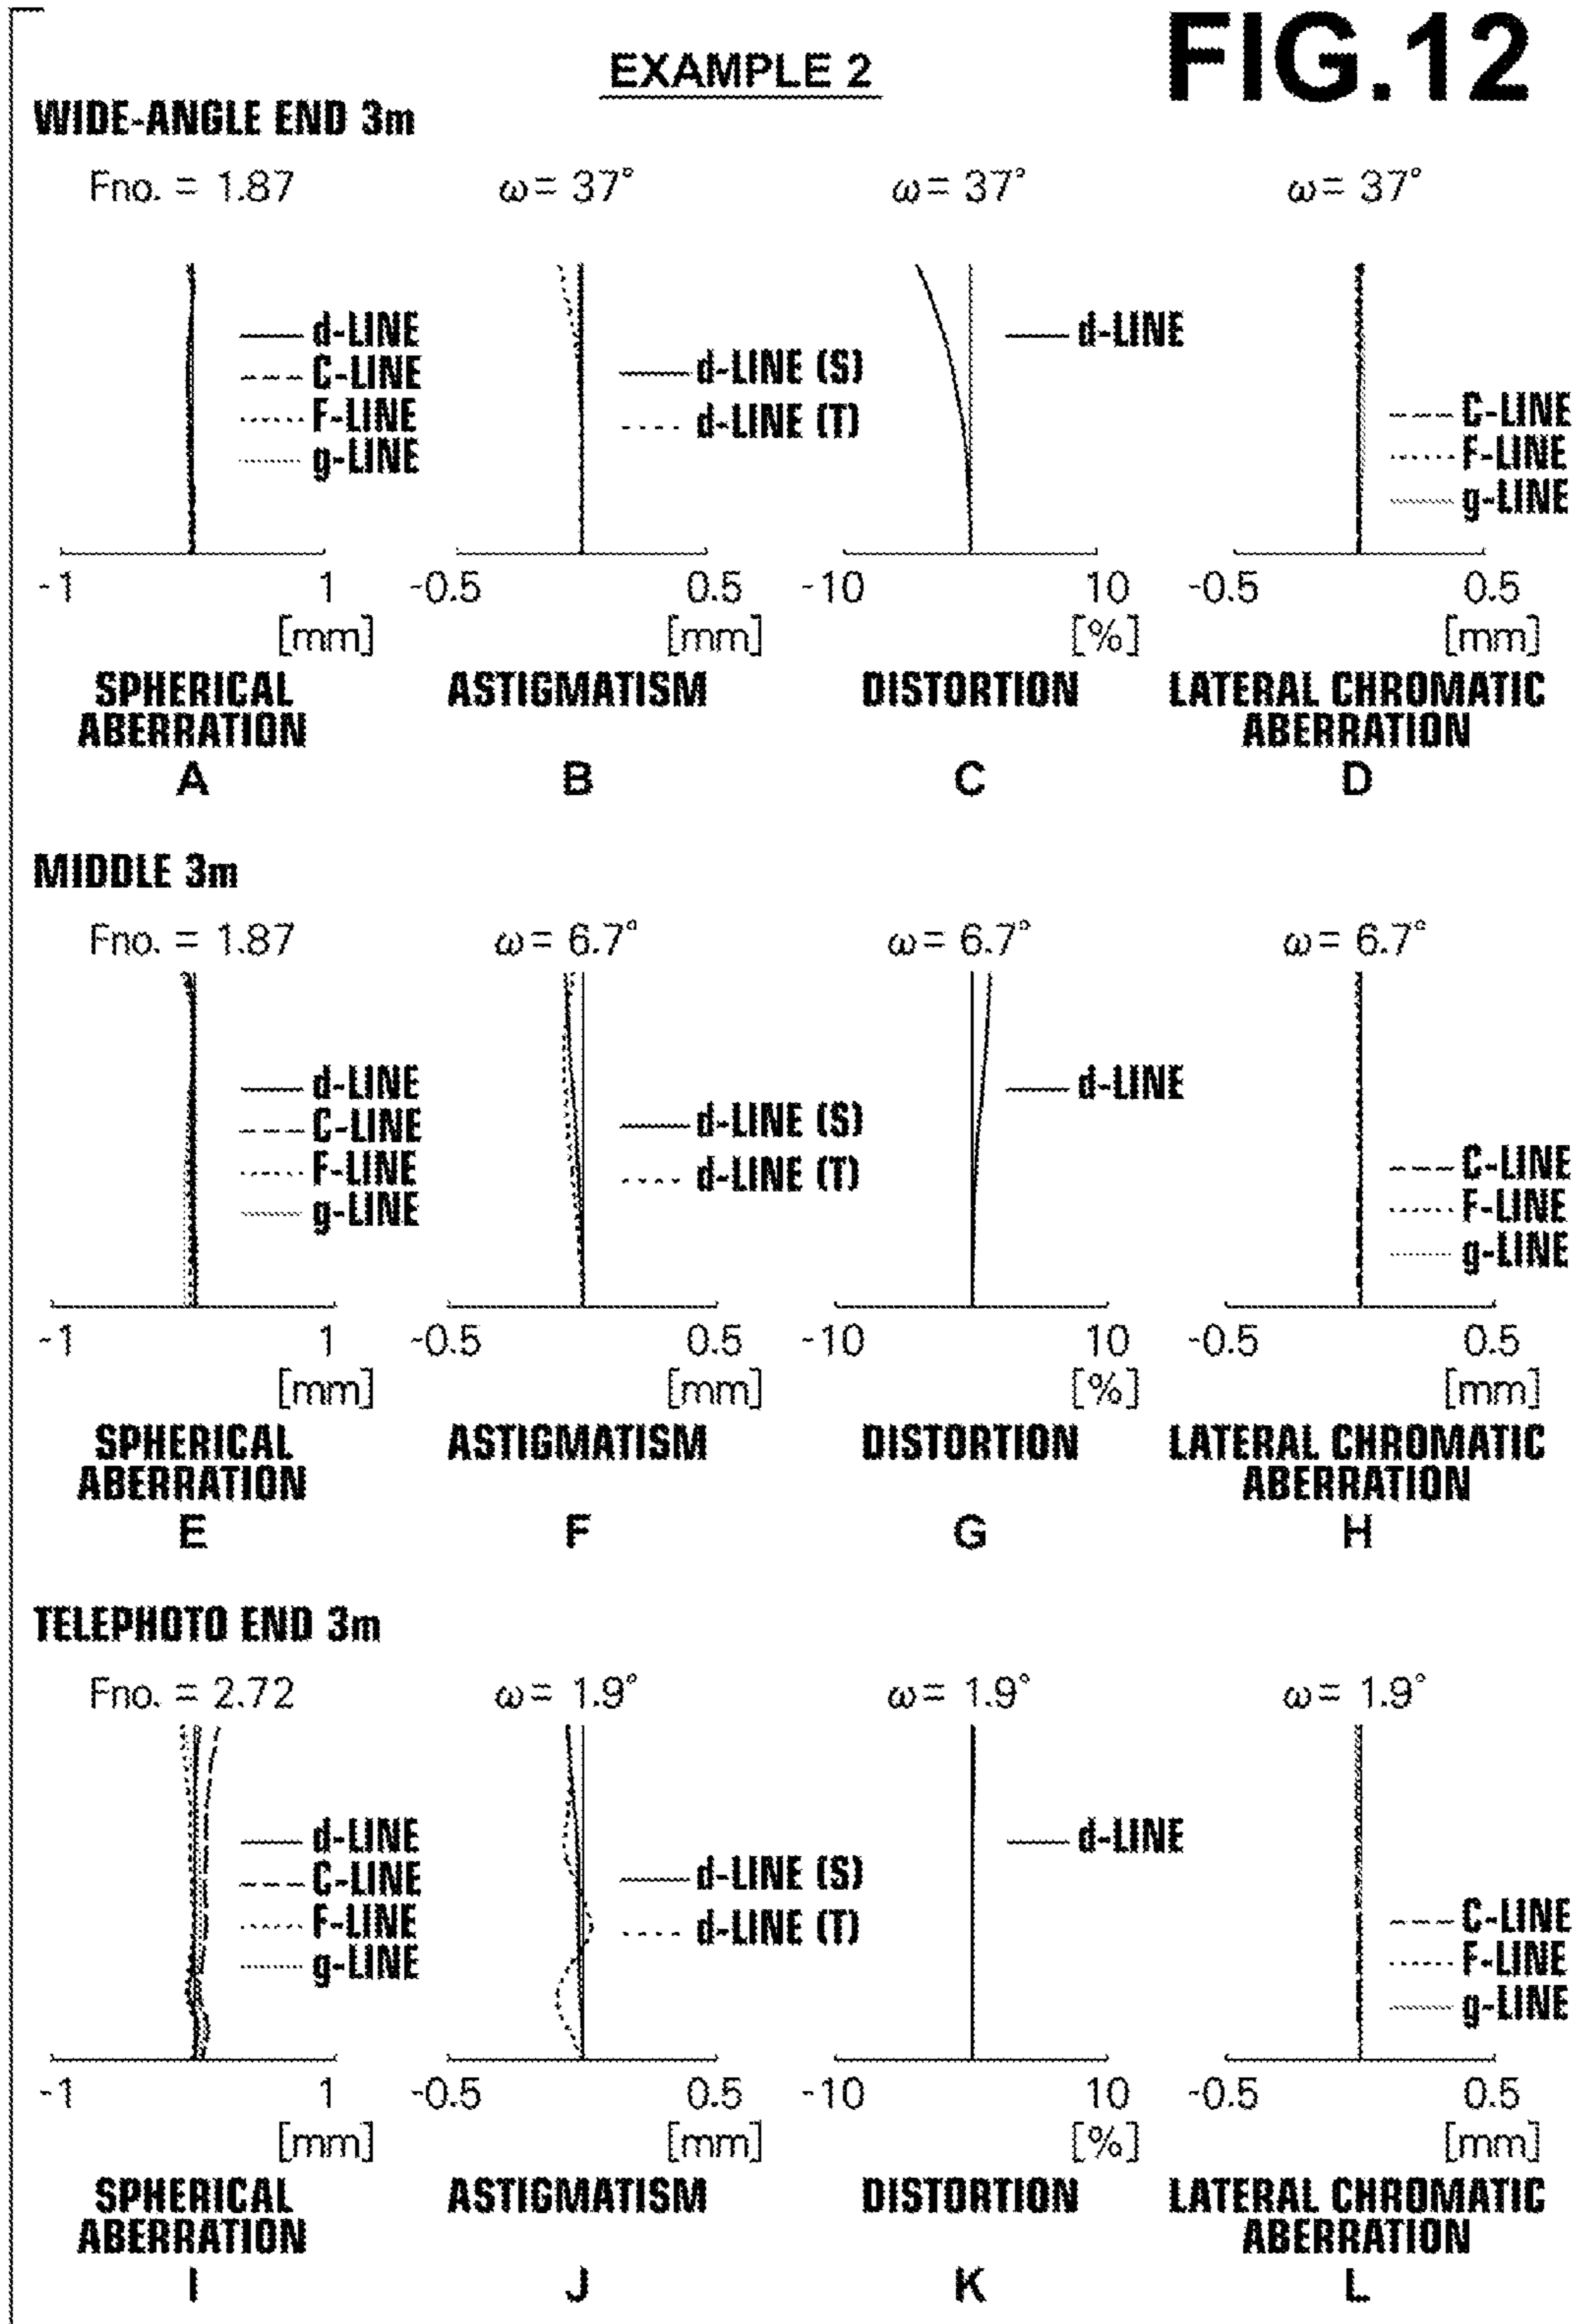 FIG.12
EXAMPLE 2
WIDE-ANGLE END 3m
Fno. = 1.87
ω = 37°
ω = 37°
ω = 37°
d-LINE
C-LINE
F-LINE
g-LINE
d-LINE (S)
d-LINE (T)
d-LINE
C-LINE
F-LINE
g-LINE
-1 1
[mm]
-0.5 0.5
[mm]
-10 10
[%]
-0.5 0.5
[mm]
SPHERICAL
ABERRATION
A
ASTIGMATISM
B
DISTORTION
C
LATERAL CHROMATIC
ABERRATION
D
MIDDLE 3m
Fno. = 1.87
ω = 6.7°
ω = 6.7°
ω = 6.7°
d-LINE
C-LINE
F-LINE
g-LINE
d-LINE (S)
d-LINE (T)
d-LINE
C-LINE
F-LINE
g-LINE
-1 1
[mm]
-0.5 0.5
[mm]
-10 10
[%]
-0.5 0.5
[mm]
SPHERICAL
ABERRATION
E
ASTIGMATISM
F
DISTORTION
G
LATERAL CHROMATIC
ABERRATION
H
TELEPHOTO END 3m
Fno. = 2.72
ω = 1.9°
ω = 1.9°
ω = 1.9°
d-LINE
C-LINE
F-LINE
g-LINE
d-LINE (S)
d-LINE (T)
d-LINE
C-LINE
F-LINE
g-LINE
-1 1
[mm]
-0.5 0.5
[mm]
-10 10
[%]
-0.5 0.5
[mm]
SPHERICAL
ABERRATION
I
ASTIGMATISM
J
DISTORTION
K
LATERAL CHROMATIC
ABERRATION
L